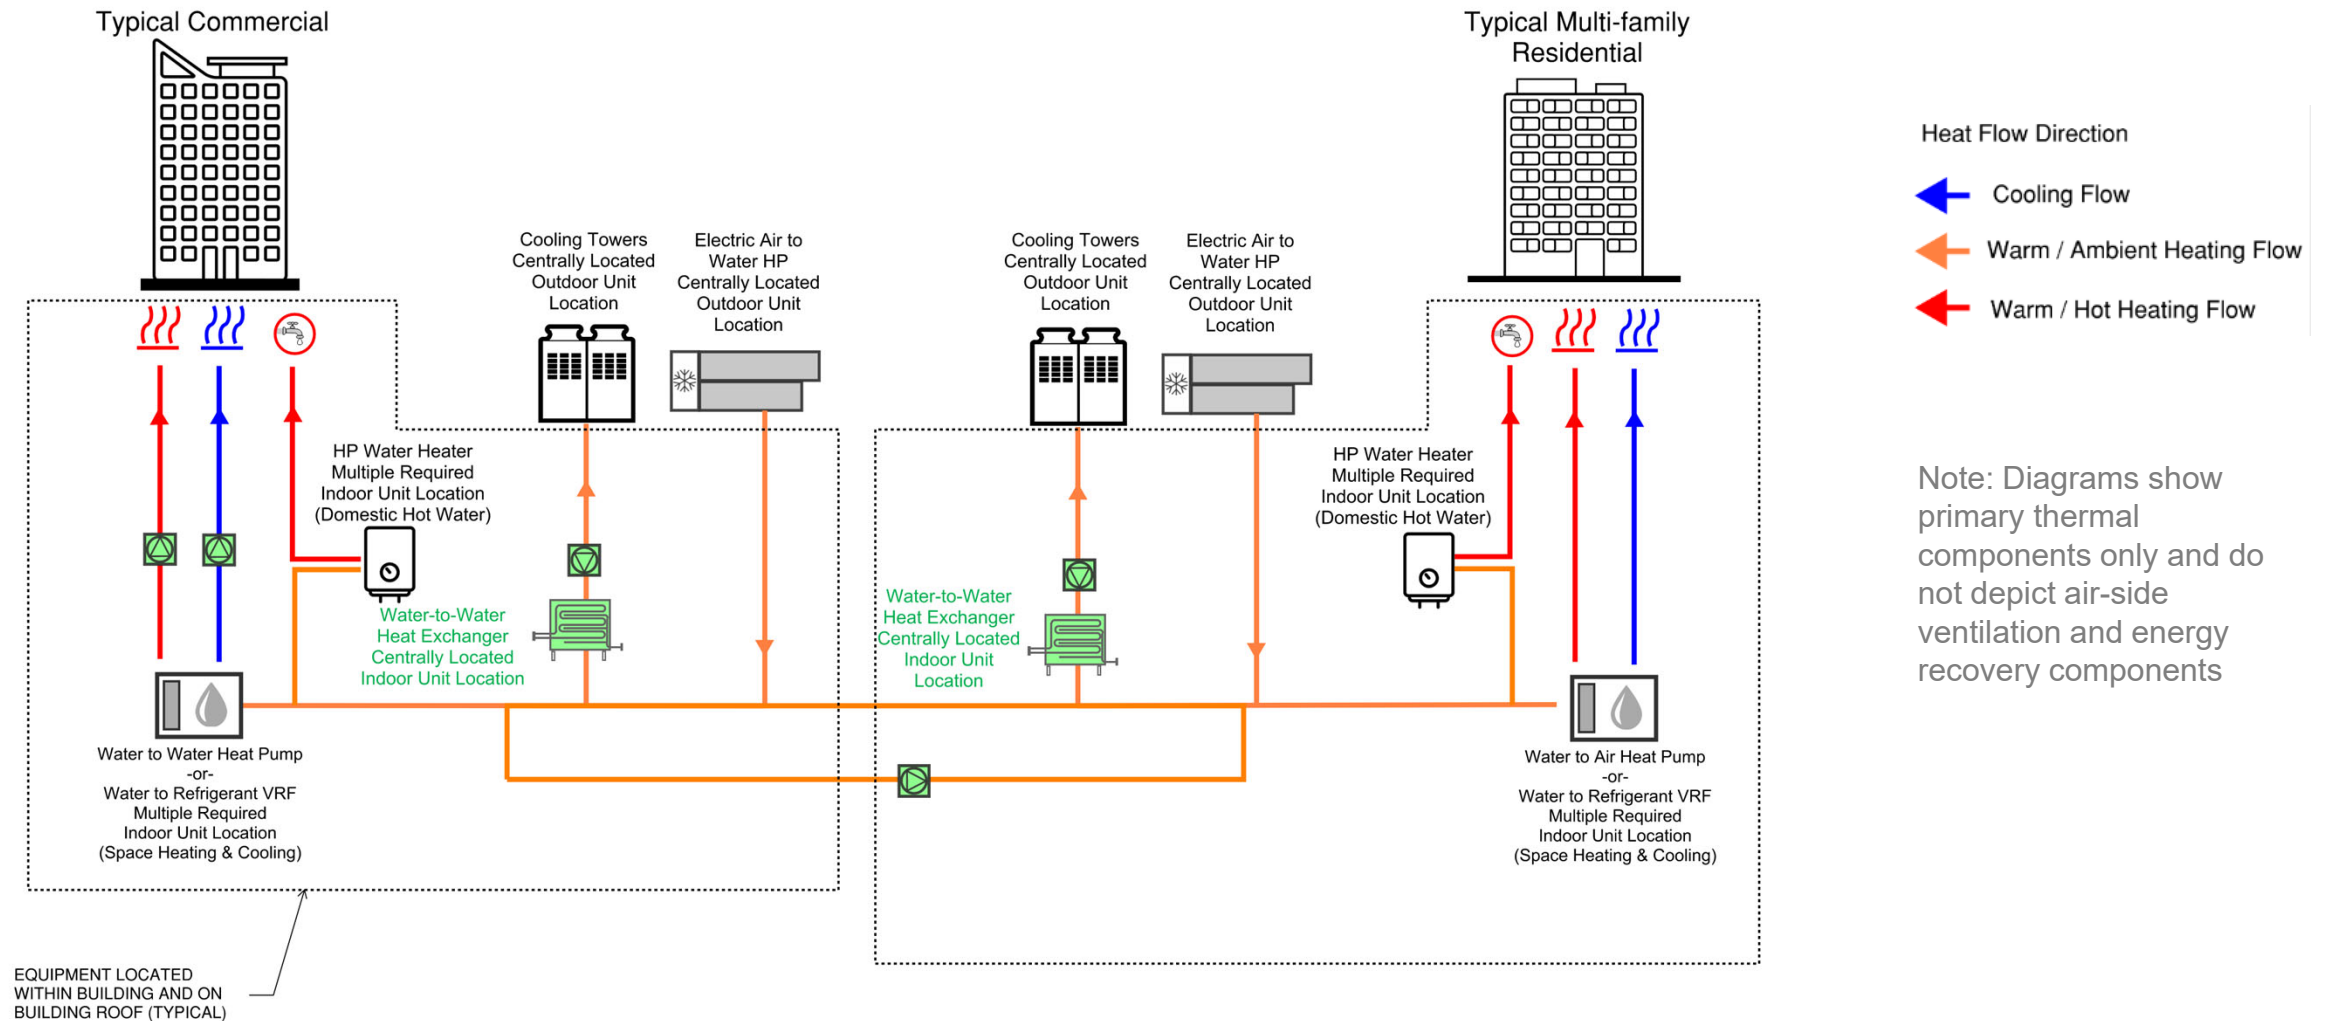 Typical Commercial
Typical Multi-family
Residential
Heat Flow Direction
Cooling Flow
Warm / Ambient Heating Flow
Warm / Hot Heating Flow
Cooling Towers
Centrally Located
Outdoor Unit
Location
Electric Air to
Water HP
Centrally Located
Outdoor Unit
Location
Cooling Towers
Centrally Located
Outdoor Unit
Location
Electric Air to
Water HP
Centrally Located
Outdoor Unit
Location
HP Water Heater
Multiple Required
Indoor Unit Location
(Domestic Hot Water)
HP Water Heater
Multiple Required
Indoor Unit Location
(Domestic Hot Water)
Note: Diagrams show
primary thermal
components only and do
not depict air-side
ventilation and energy
recovery components
Water-to-Water
Heat Exchanger
Centrally Located
Indoor Unit Location
Water-to-Water
Heat Exchanger
Centrally Located
Indoor Unit
Location
Water to Water Heat Pump
-or-
Water to Refrigerant VRF
Multiple Required
Indoor Unit Location
(Space Heating & Cooling)
Water to Air Heat Pump
-or-
Water to Refrigerant VRF
Multiple Required
Indoor Unit Location
(Space Heating & Cooling)
EQUIPMENT LOCATED
WITHIN BUILDING AND ON
BUILDING ROOF (TYPICAL)